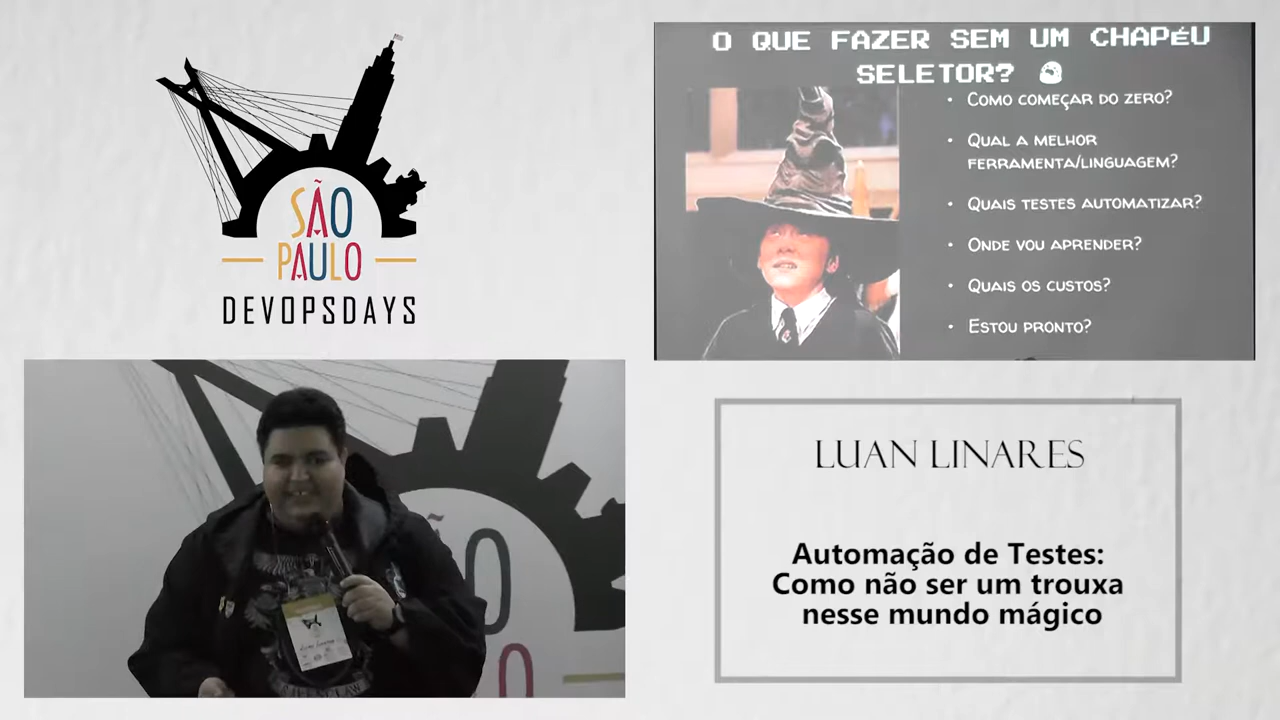 SÃO
PAULO
DEVOPSDAYS
O QUE FAZER SEM UM CHAPÉU
SELETOR?
• COMO COMEÇAR DO ZERO?
• QUAL A MELHOR
FERRAMENTA/LINGUAGEM?
• QUAIS TESTES AUTOMATIZAR?
• ONDE VOU APRENDER?
• QUAIS OS CUSTOS?
• ESTOU PRONTO?
LUAN LINARES
Automação de Testes:
Como não ser um trouxa
nesse mundo mágico